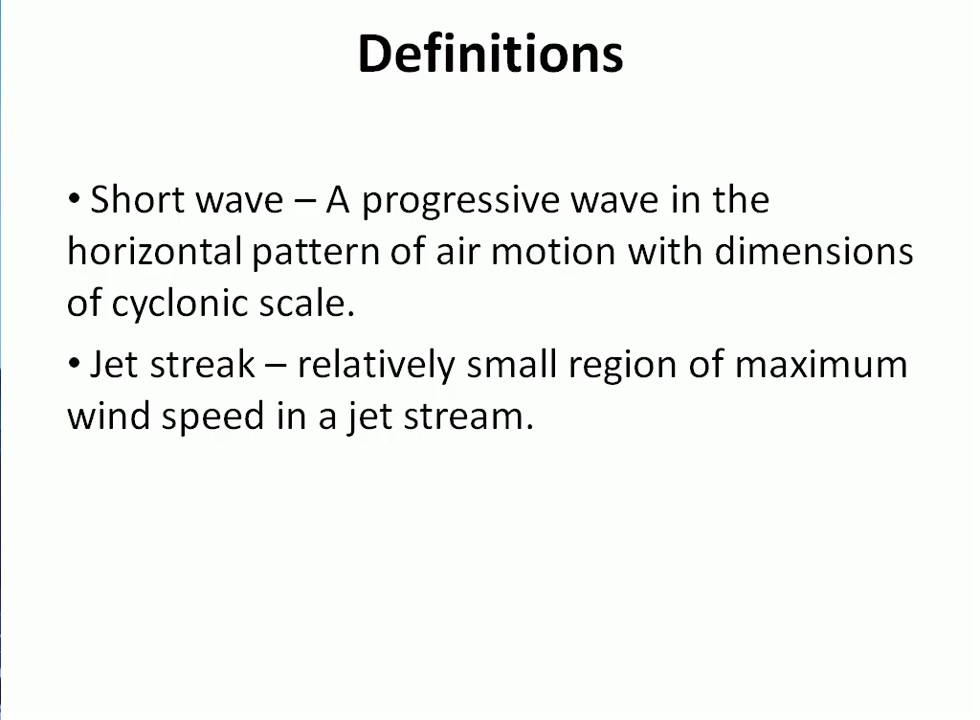 Definitions
• Short wave – A progressive wave in the
horizontal pattern of air motion with dimensions
of cyclonic scale.
• Jet streak – relatively small region of maximum
wind speed in a jet stream.